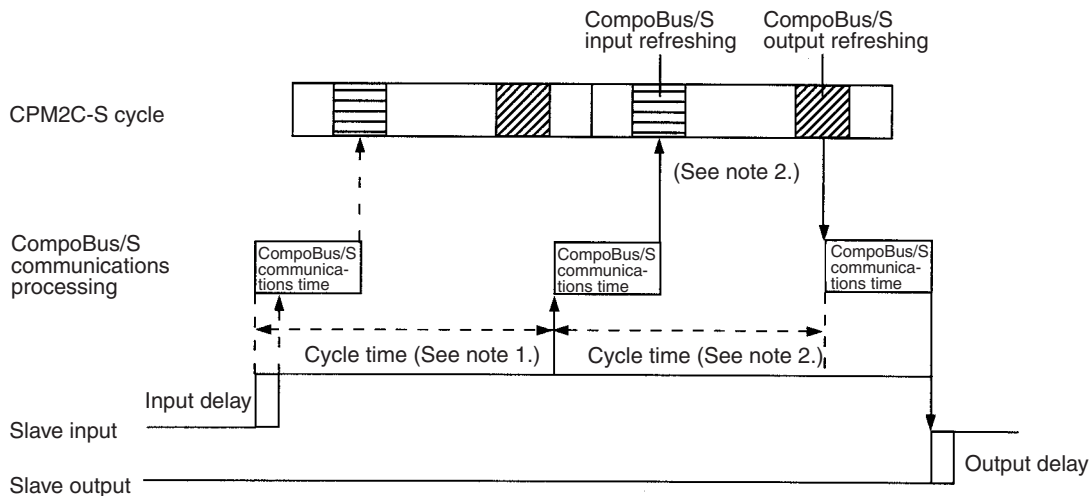 CompoBus/S
input refreshing
CompoBus/S
output refreshing
CPM2C-S cycle
(See note 2.)
CompoBus/S
communications
processing
CompoBus/S
communica-
tions time
CompoBus/S
communica-
tions time
CompoBus/S
communica-
tions time
Cycle time (See note 1.)
Cycle time (See note 2.)
Input delay
Slave input
Output delay
Slave output